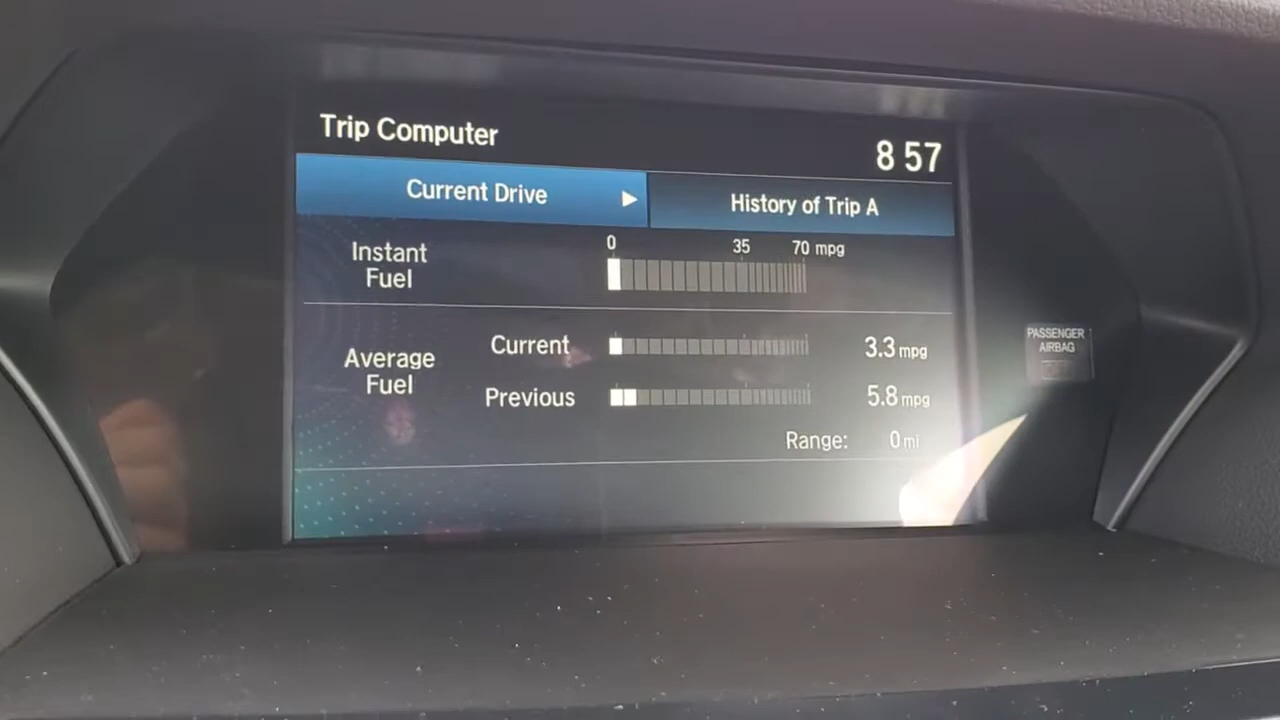 Trip Computer
8 57
Current Drive
History of Trip A
0 35 70 mpg
Instant
Fuel
Average
Fuel
Current 3.3 mpg
Previous 5.8 mpg
Range: 0 mi
PASSENGER
AIRBAG